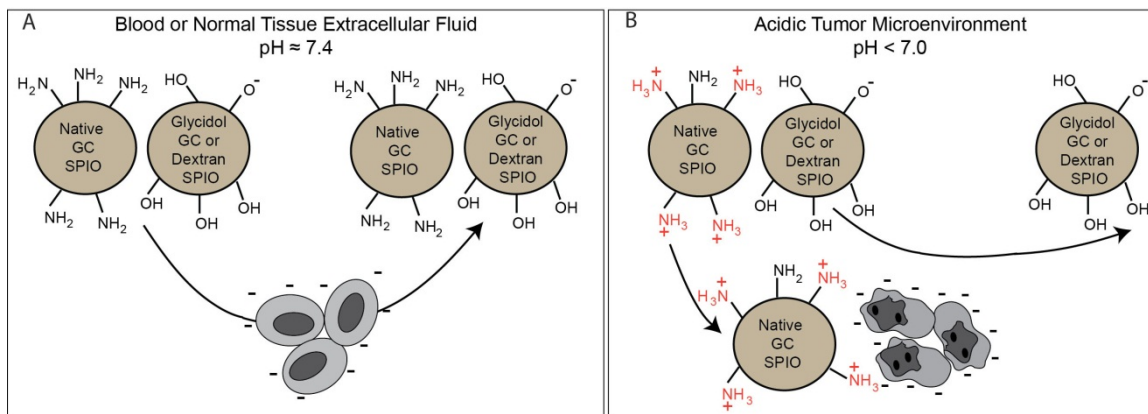 A
Blood or Normal Tissue Extracellular Fluid
pH ≈ 7.4
H₂N
NH₂
NH₂
HO
O⁻
Native
GC
SPIO
Glycidol
GC or
Dextran
SPIO
NH₂
NH₂
OH
OH
OH
H₂N
NH₂
NH₂
HO
O⁻
Native
GC
SPIO
Glycidol
GC or
Dextran
SPIO
NH₂
NH₂
OH
OH
OH
- - - - - - - -
B
Acidic Tumor Microenvironment
pH < 7.0
H₃N⁺
NH₂
NH₃⁺
HO
O⁻
Native
GC
SPIO
Glycidol
GC or
Dextran
SPIO
NH₃⁺
NH₃⁺
OH
OH
OH
HO
O⁻
Glycidol
GC or
Dextran
SPIO
OH
OH
OH
H₃N⁺
NH₂
NH₃⁺
Native
GC
SPIO
NH₃⁺
NH₃⁺